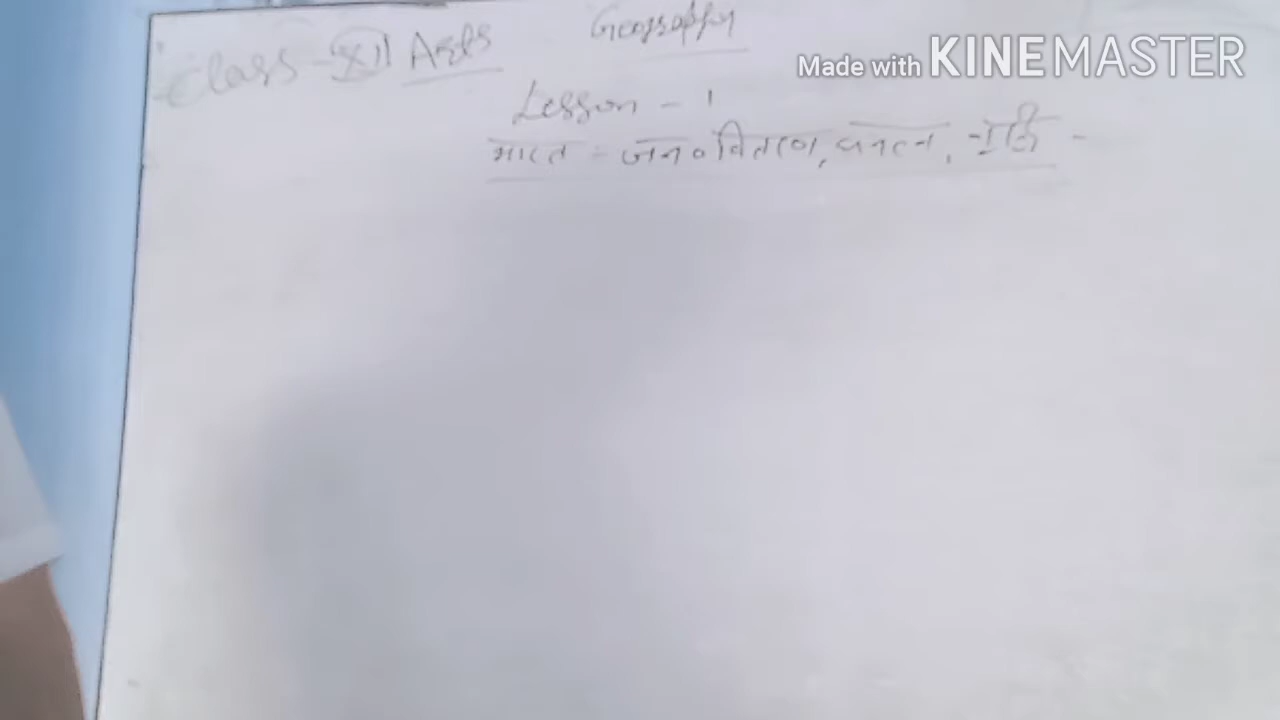 Class - XII Arts
Geography
Made with KINEMASTER
Lesson - 1
भारत - जन० वितरण, घनत्व,